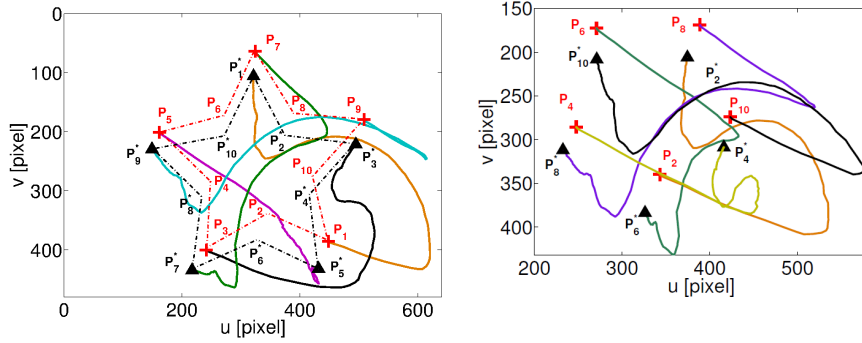 0
P7
P1*
100
P5
P6
P8
P9
200
P9*
P10*
P2*
P3*
P4
P10
P8*
P4*
300
P2
P3
P1
400
P7*
P6*
P5*
0
200
400
600
u [pixel]
v [pixel]
150
P6
P8
200
P10*
P2*
250
P4
P10
300
P8*
P4*
P2
350
P6*
400
200
300
400
500
u [pixel]
v [pixel]